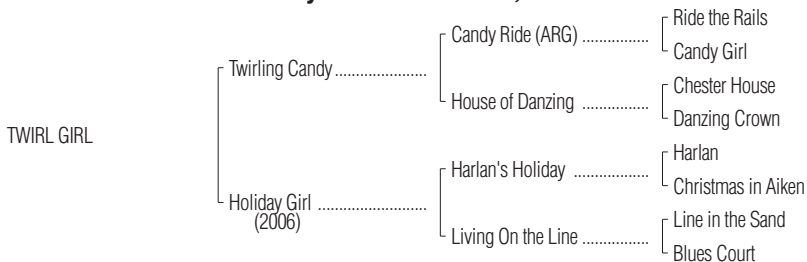 Ride the Rails
Candy Ride (ARG) ................
Candy Girl
Twirling Candy ......................
Chester House
House of Danzing ................
Danzing Crown
TWIRL GIRL
Harlan
Harlan's Holiday ..................
Christmas in Aiken
Holiday Girl .........................
(2006)
Line in the Sand
Living On the Line ................
Blues Court